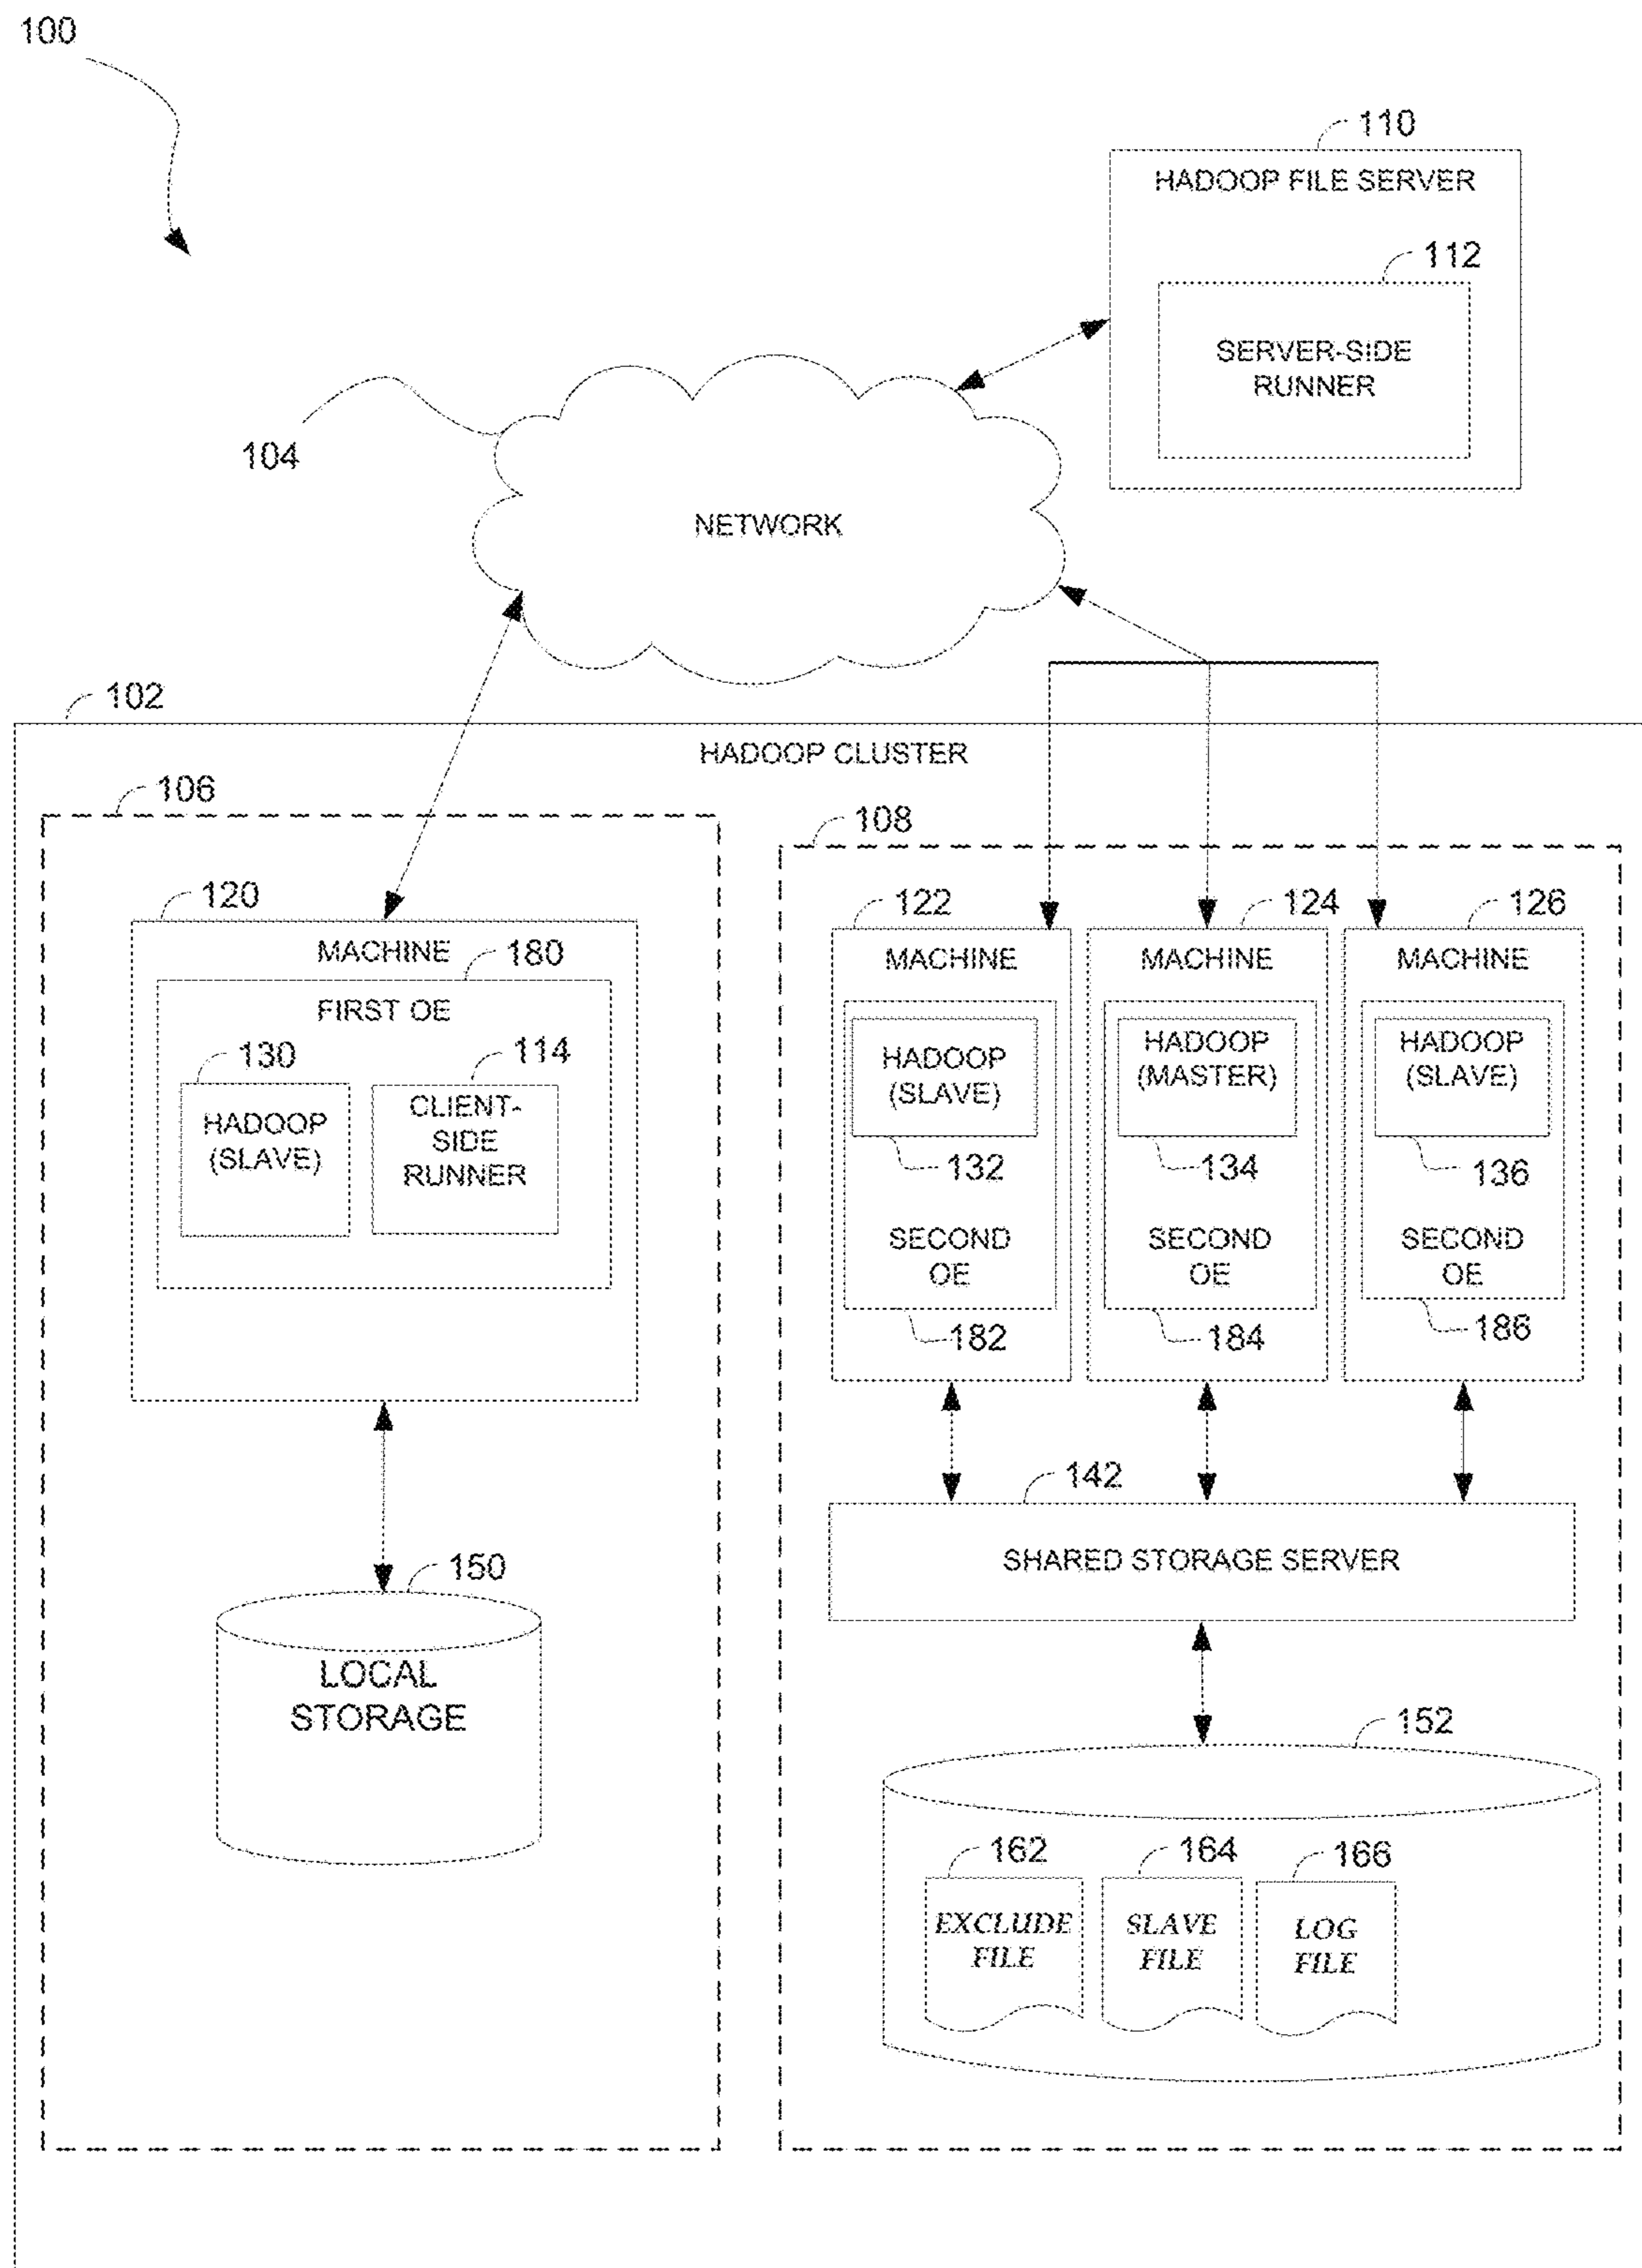 100
110
HADOOP FILE SERVER
112
SERVER-SIDE
RUNNER
104
NETWORK
102
HADOOP CLUSTER
106
108
120
MACHINE
180
FIRST OE
130
HADOOP
(SLAVE)
114
CLIENT-
SIDE
RUNNER
122
MACHINE
HADOOP
(SLAVE)
132
SECOND
OE
182
124
MACHINE
HADOOP
(MASTER)
134
SECOND
OE
184
126
MACHINE
HADOOP
(SLAVE)
136
SECOND
OE
186
142
SHARED STORAGE SERVER
150
LOCAL
STORAGE
152
162
EXCLUDE
FILE
164
SLAVE
FILE
166
LOG
FILE